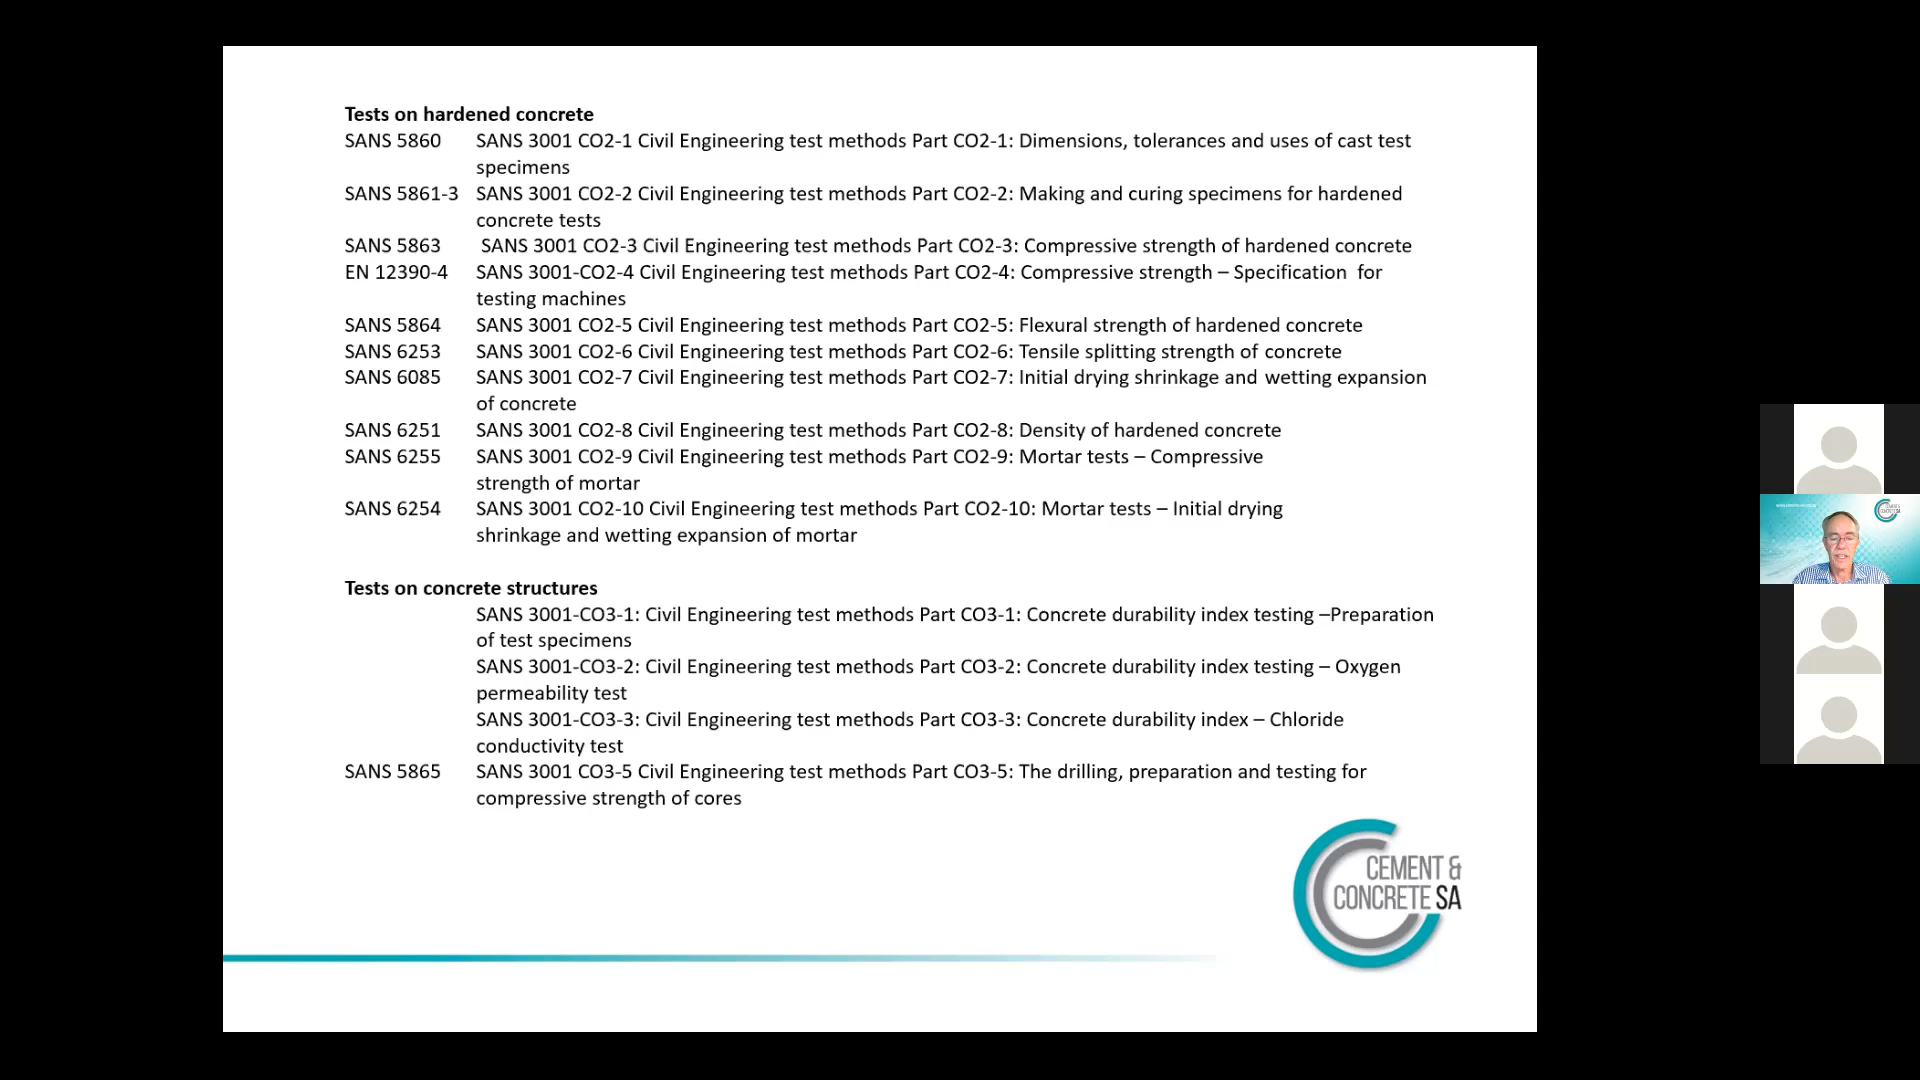 Tests on hardened concrete
SANS 5860 SANS 3001 CO2-1 Civil Engineering test methods Part CO2-1: Dimensions, tolerances and uses of cast test
specimens
SANS 5861-3 SANS 3001 CO2-2 Civil Engineering test methods Part CO2-2: Making and curing specimens for hardened
concrete tests
SANS 5863 SANS 3001 CO2-3 Civil Engineering test methods Part CO2-3: Compressive strength of hardened concrete
EN 12390-4 SANS 3001-CO2-4 Civil Engineering test methods Part CO2-4: Compressive strength – Specification for
testing machines
SANS 5864 SANS 3001 CO2-5 Civil Engineering test methods Part CO2-5: Flexural strength of hardened concrete
SANS 6253 SANS 3001 CO2-6 Civil Engineering test methods Part CO2-6: Tensile splitting strength of concrete
SANS 6085 SANS 3001 CO2-7 Civil Engineering test methods Part CO2-7: Initial drying shrinkage and wetting expansion
of concrete
SANS 6251 SANS 3001 CO2-8 Civil Engineering test methods Part CO2-8: Density of hardened concrete
SANS 6255 SANS 3001 CO2-9 Civil Engineering test methods Part CO2-9: Mortar tests – Compressive
strength of mortar
SANS 6254 SANS 3001 CO2-10 Civil Engineering test methods Part CO2-10: Mortar tests – Initial drying
shrinkage and wetting expansion of mortar
Tests on concrete structures
SANS 3001-CO3-1: Civil Engineering test methods Part CO3-1: Concrete durability index testing –Preparation
of test specimens
SANS 3001-CO3-2: Civil Engineering test methods Part CO3-2: Concrete durability index testing – Oxygen
permeability test
SANS 3001-CO3-3: Civil Engineering test methods Part CO3-3: Concrete durability index – Chloride
conductivity test
SANS 5865 SANS 3001 CO3-5 Civil Engineering test methods Part CO3-5: The drilling, preparation and testing for
compressive strength of cores
CEMENT &
CONCRETE SA